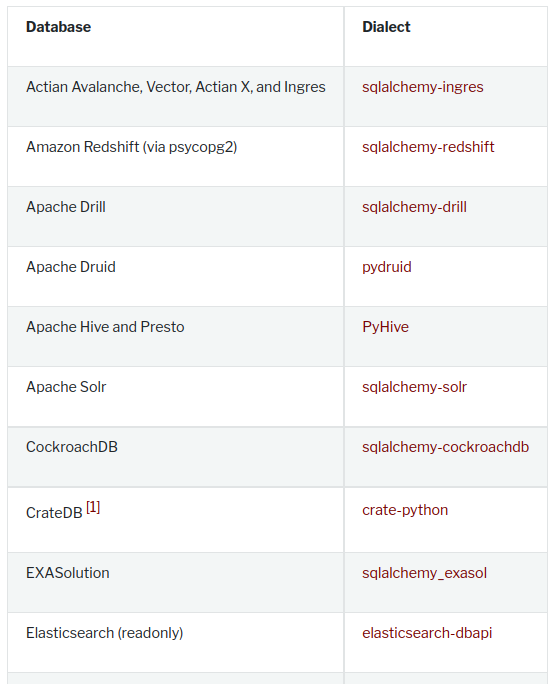 Database Dialect
Actian Avalanche, Vector, Actian X, and Ingres sqlalchemy-ingres
Amazon Redshift (via psycopg2) sqlalchemy-redshift
Apache Drill sqlalchemy-drill
Apache Druid pydruid
Apache Hive and Presto PyHive
Apache Solr sqlalchemy-solr
CockroachDB sqlalchemy-cockroachdb
CrateDB [1] crate-python
EXASolution sqlalchemy_exasol
Elasticsearch (readonly) elasticsearch-dbapi